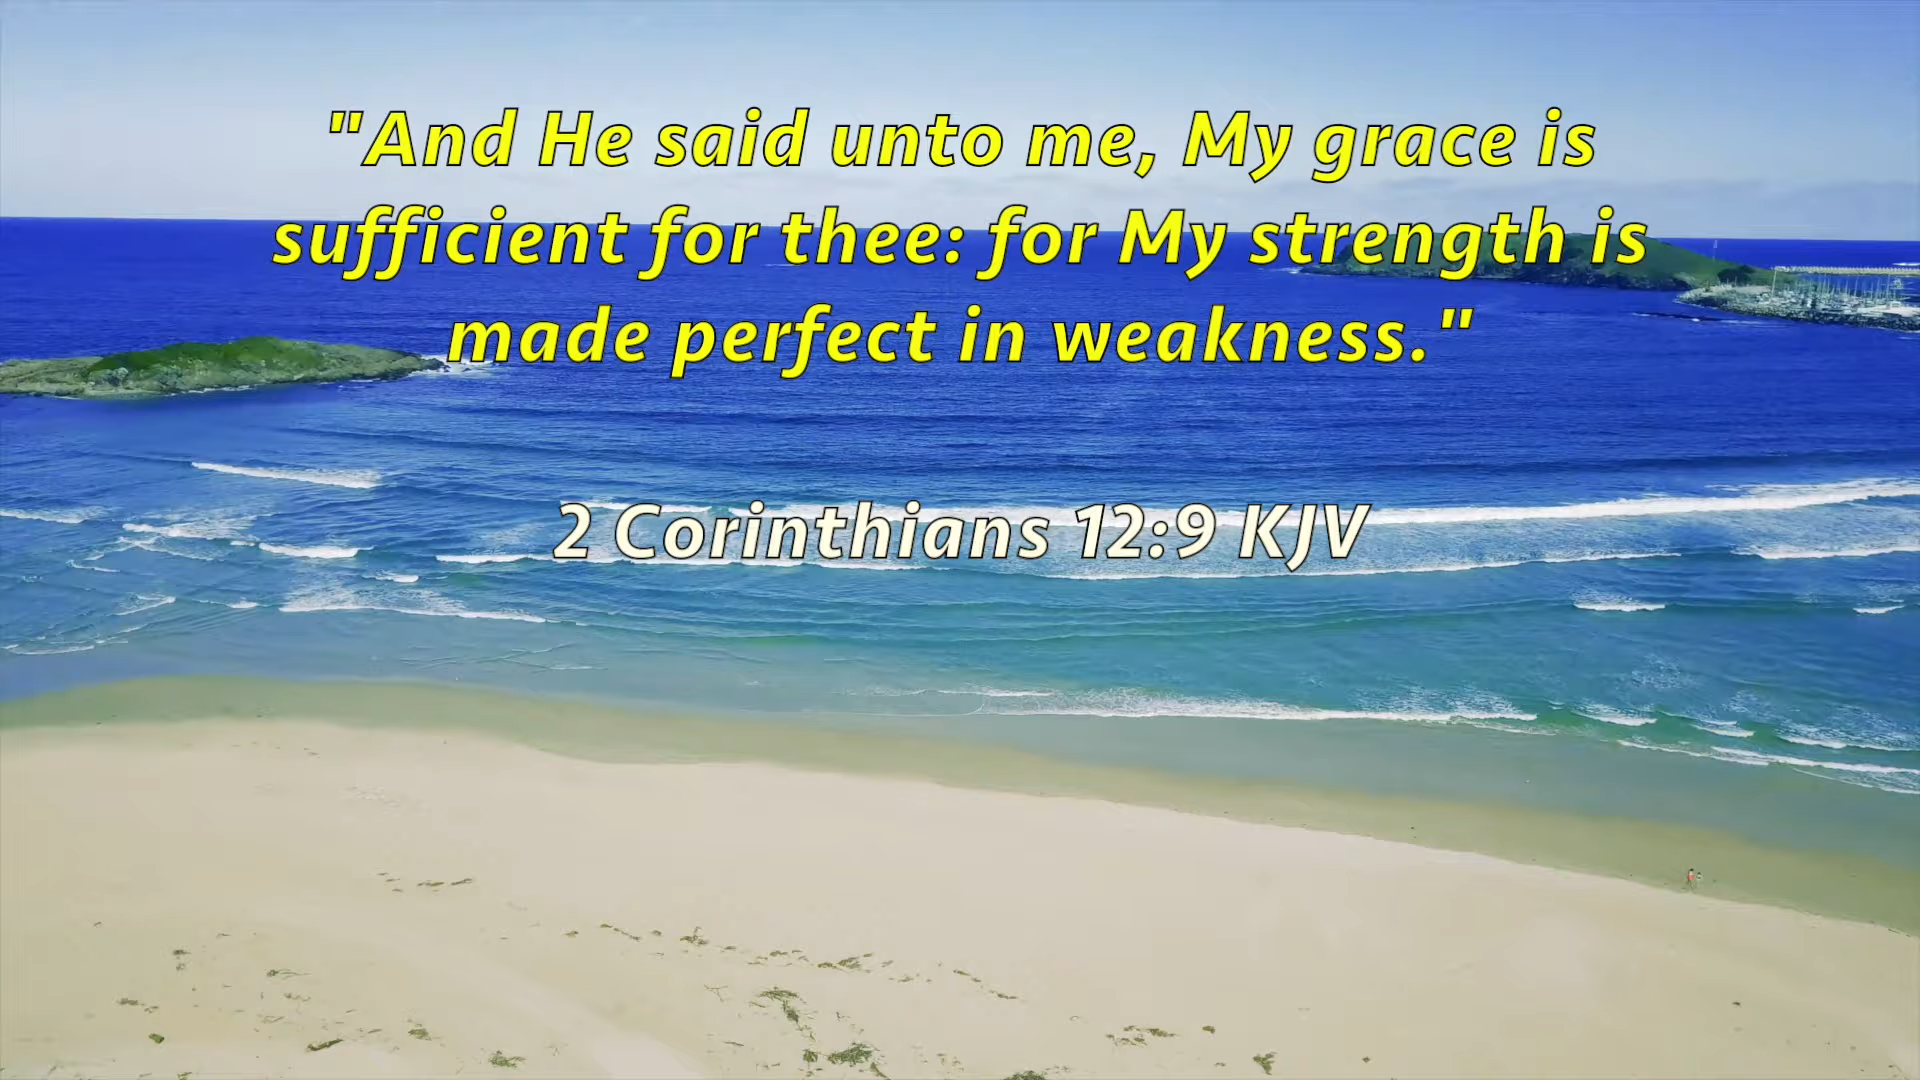 "And He said unto me, My grace is
sufficient for thee: for My strength is
made perfect in weakness."
2 Corinthians 12:9 KJV